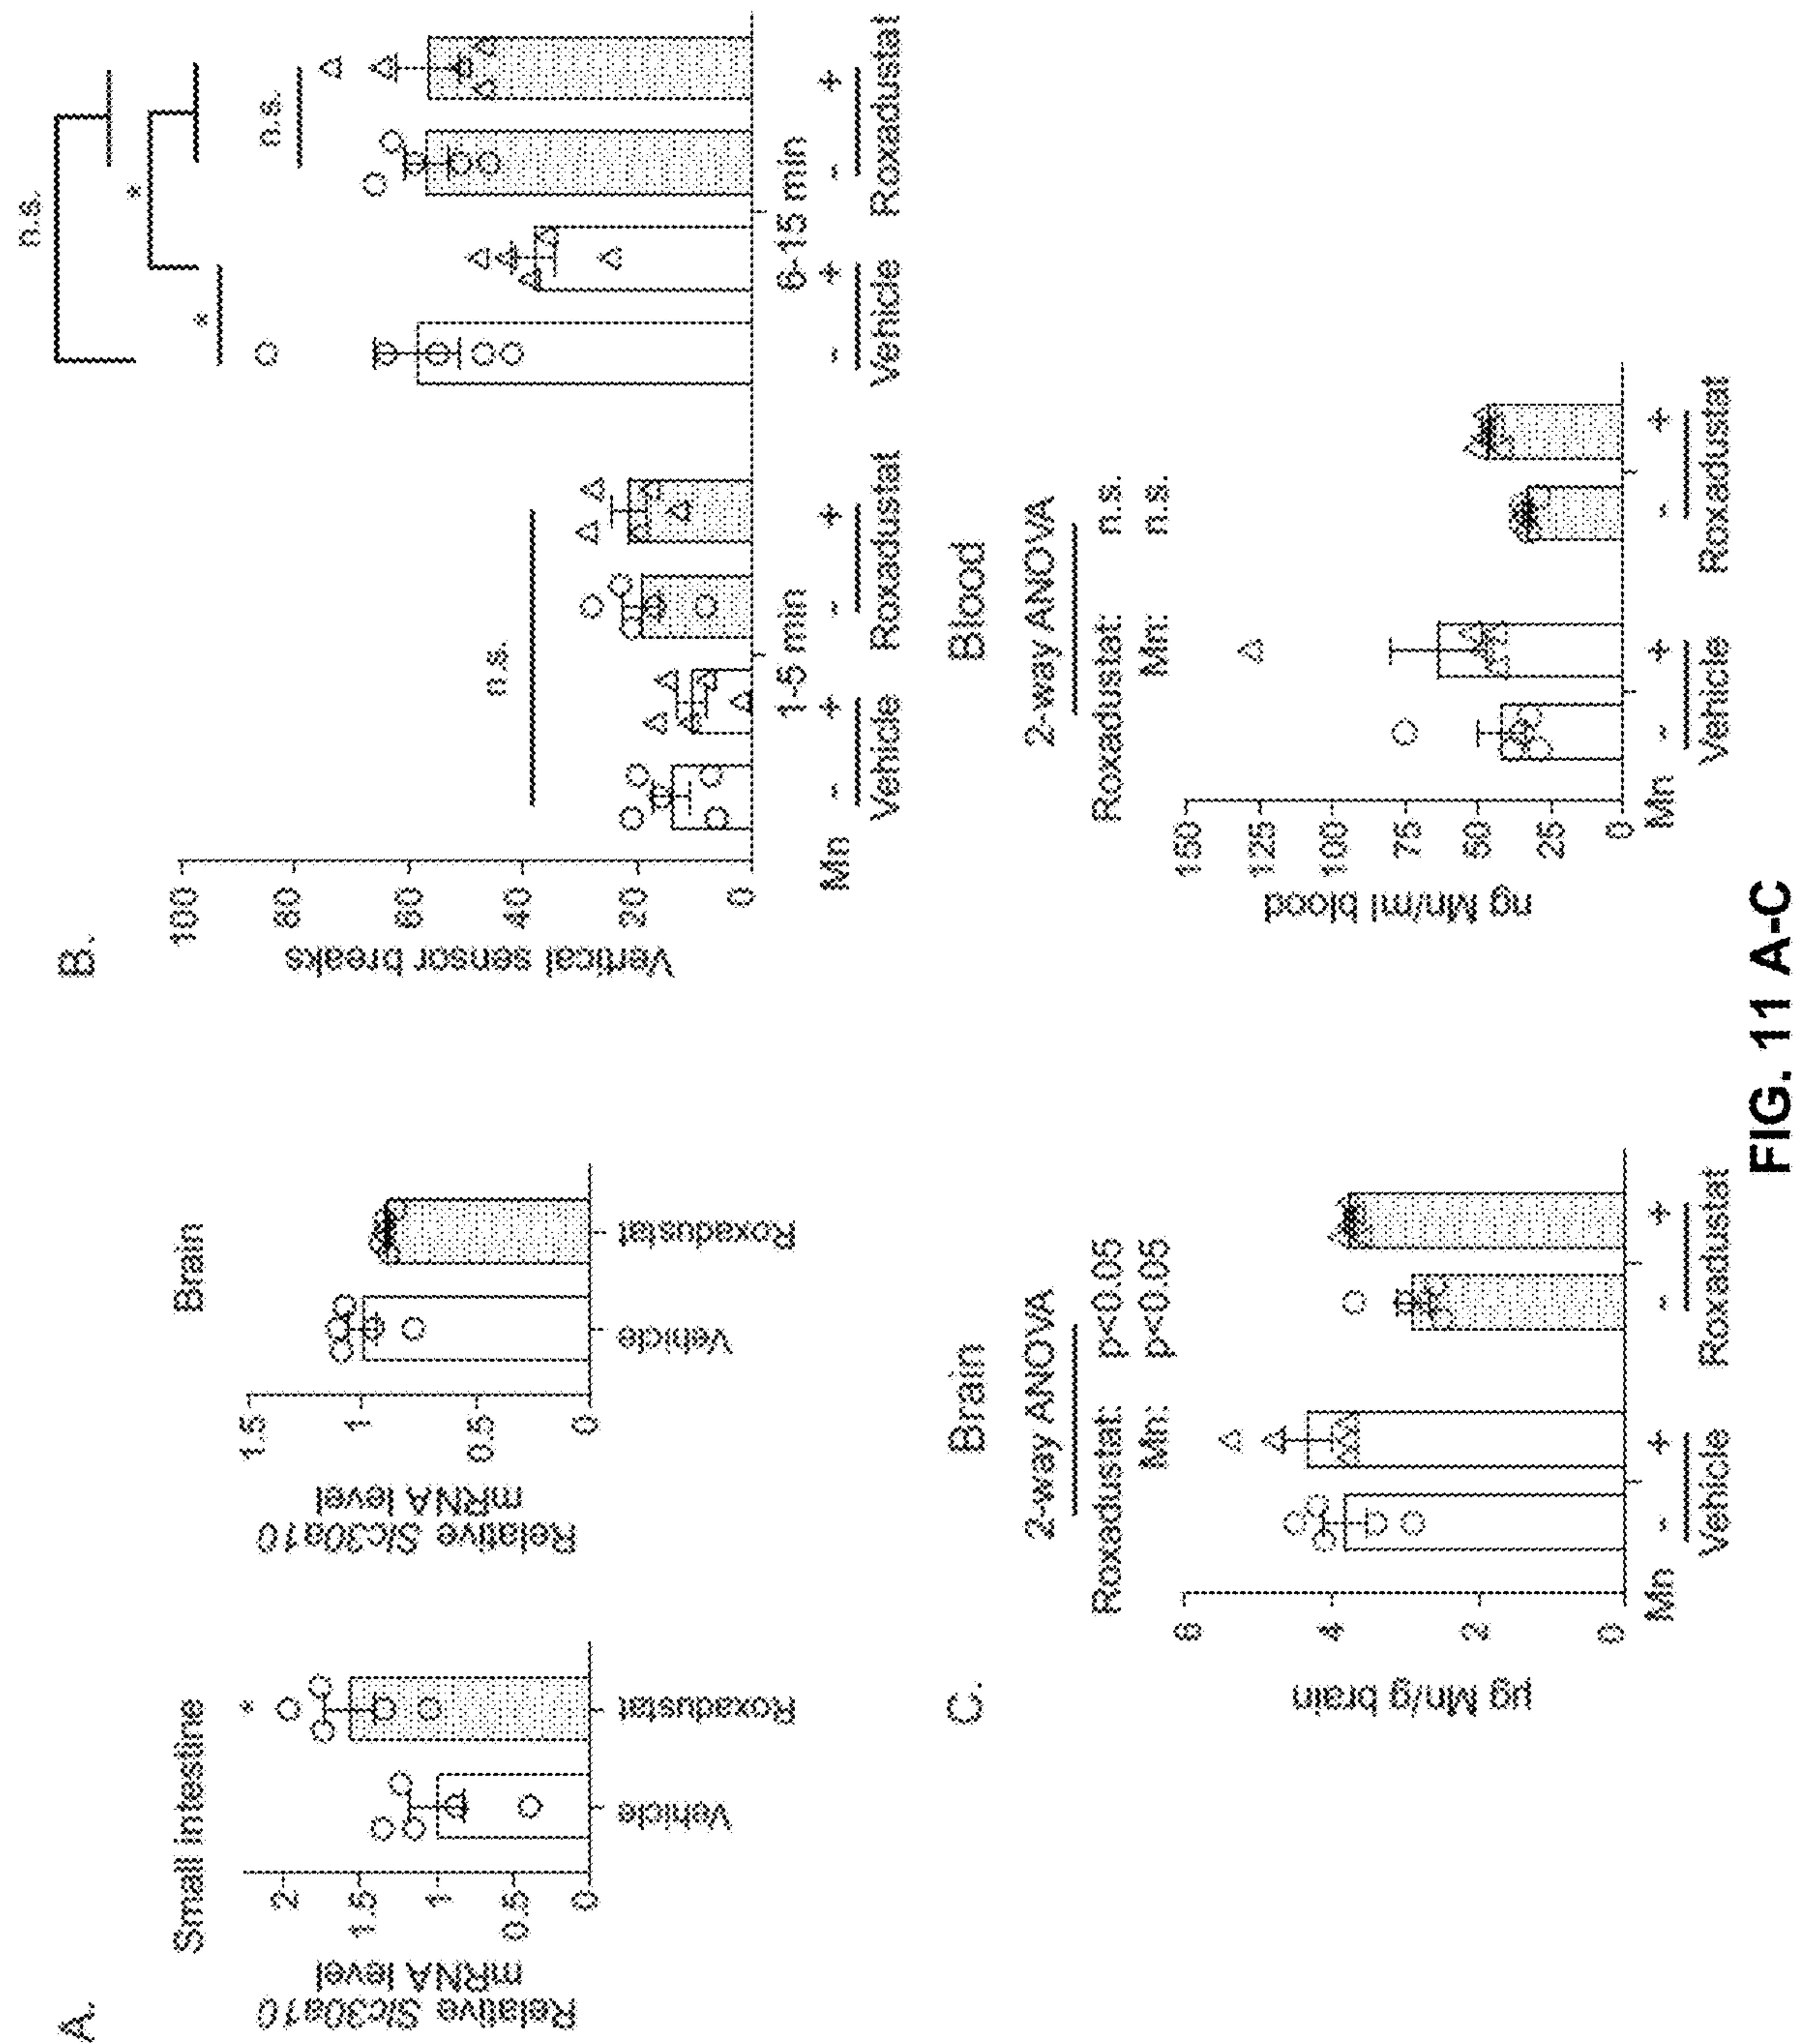 A.
Small intestine
Relative Slc30a10
mRNA level
2
1.5
1
0.5
0
*
Vehicle
Roxadustat
Brain
Relative Slc30a10
mRNA level
1.5
1
0.5
0
Vehicle
Roxadustat
B.
Vertical sensor breaks
100
80
60
40
20
0
n.s.
n.s.
*
*
n.s.
1-5 min
6-15 min
Mn - + - + - + - +
Vehicle Roxadustat Vehicle Roxadustat
C.
Brain
2-way ANOVA
Roxadustat: p<0.05
Mn: p<0.05
µg Mn/g brain
6
4
2
0
Mn - + - +
Vehicle Roxadustat
Blood
2-way ANOVA
Roxadustat: n.s.
Mn: n.s.
ng Mn/ml blood
150
125
100
75
50
25
0
Mn - + - +
Vehicle Roxadustat
FIG. 11 A-C